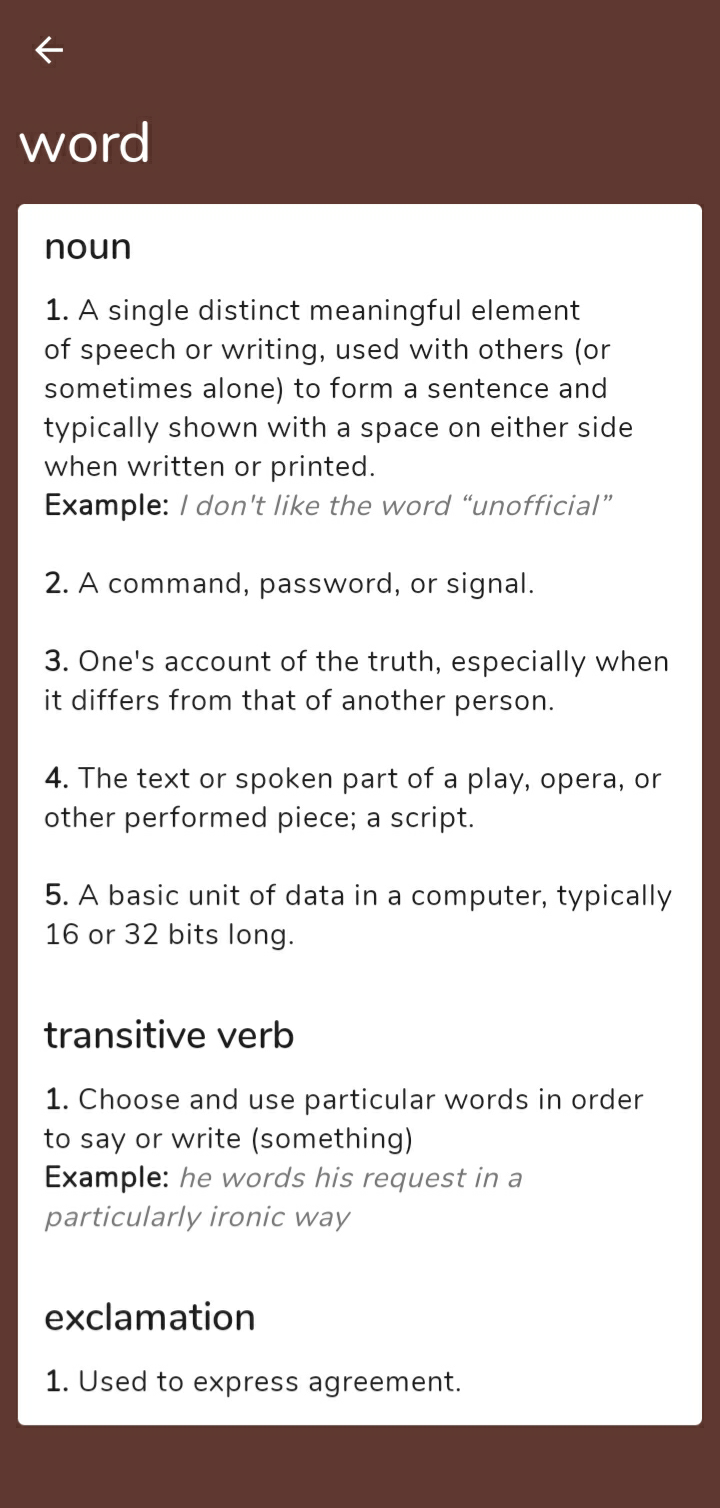 word
noun
1. A single distinct meaningful element
of speech or writing, used with others (or
sometimes alone) to form a sentence and
typically shown with a space on either side
when written or printed.
Example: I don't like the word “unofficial”
2. A command, password, or signal.
3. One's account of the truth, especially when
it differs from that of another person.
4. The text or spoken part of a play, opera, or
other performed piece; a script.
5. A basic unit of data in a computer, typically
16 or 32 bits long.
transitive verb
1. Choose and use particular words in order
to say or write (something)
Example: he words his request in a
particularly ironic way
exclamation
1. Used to express agreement.